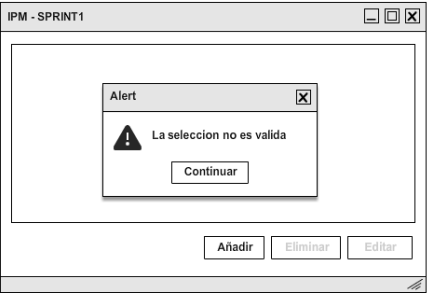 IPM - SPRINT1
Alert
La seleccion no es valida
Continuar
Añadir
Eliminar
Editar